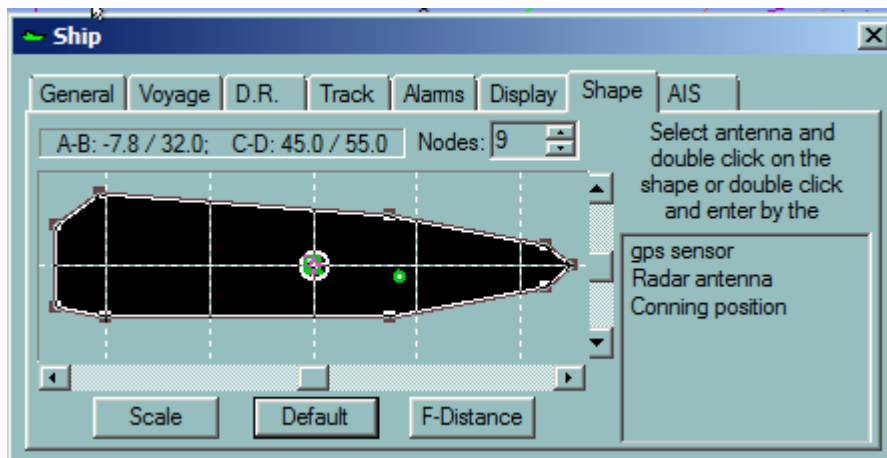 Ship
General Voyage D.R. Track Alarms Display Shape AIS
A-B: -7.8 / 32.0; C-D: 45.0 / 55.0 Nodes: 9
Select antenna and
double click on the
shape or double click
and enter by the
gps sensor
Radar antenna
Conning position
Scale Default F-Distance